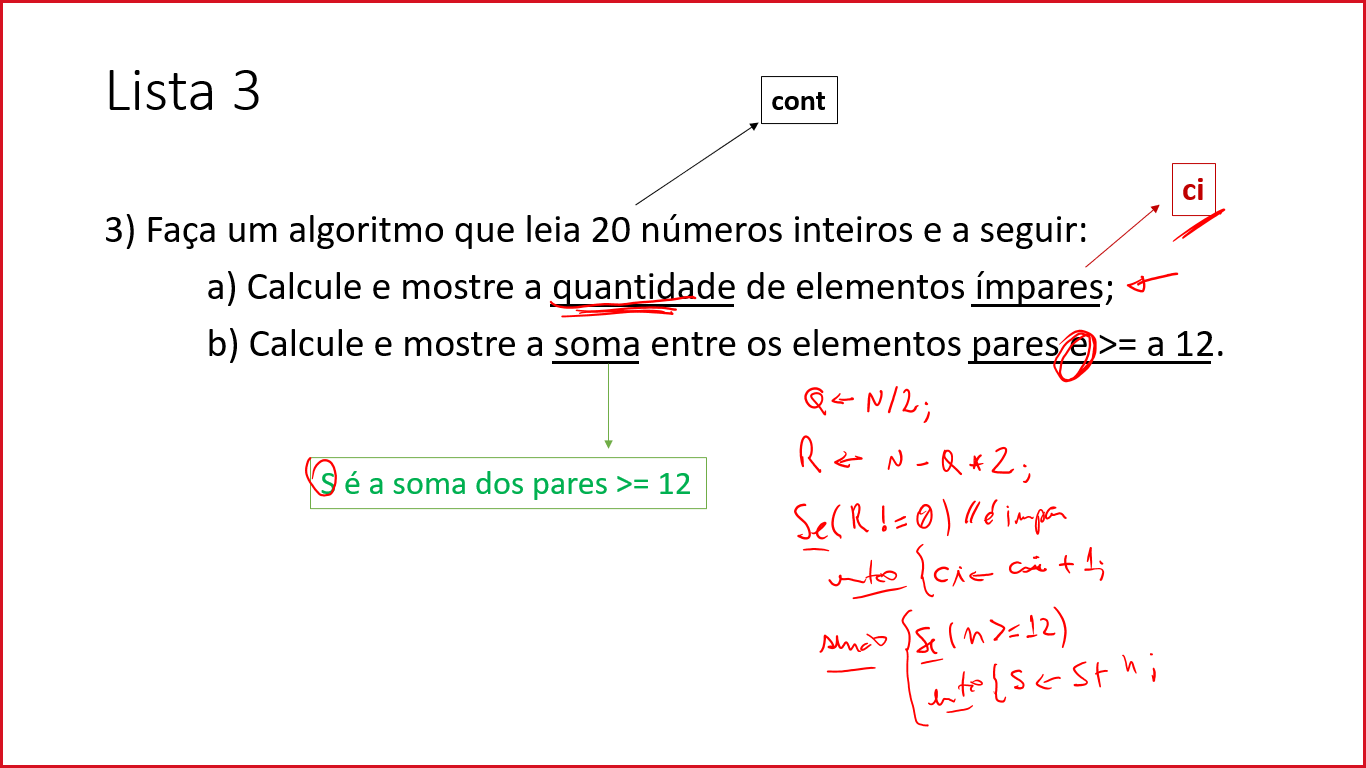 Lista 3
cont
ci
3) Faça um algoritmo que leia 20 números inteiros e a seguir:
a) Calcule e mostre a quantidade de elementos ímpares;
b) Calcule e mostre a soma entre os elementos pares e >= a 12.
Q ← N/2;
R ← N - Q * 2;
S é a soma dos pares >= 12
Se(R != 0) // é impar
então { ci ← ci + 1;
senão { Se (n >= 12)
então { S ← S + n;